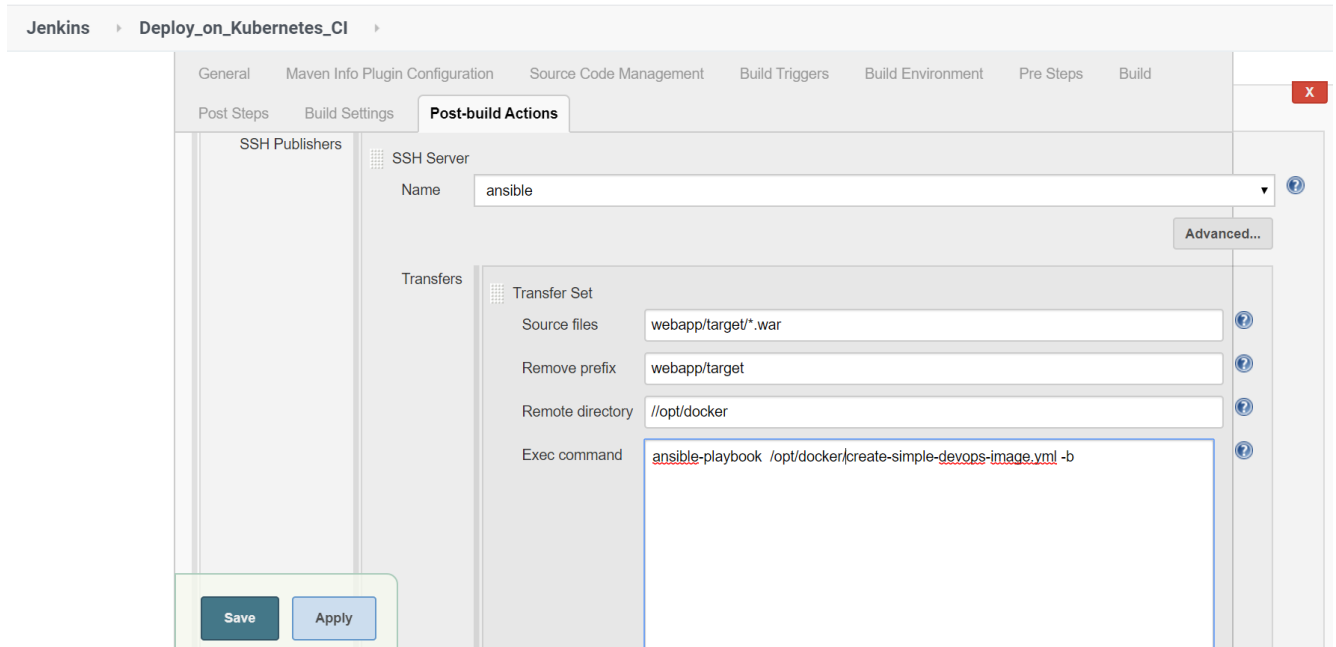 Jenkins Deploy_on_Kubernetes_CI
General Maven Info Plugin Configuration Source Code Management Build Triggers Build Environment Pre Steps Build
X
Post Steps Build Settings Post-build Actions
SSH Publishers
SSH Server
Name ansible
Advanced...
Transfers
Transfer Set
Source files webapp/target/*.war
Remove prefix webapp/target
Remote directory //opt/docker
Exec command ansible-playbook  /opt/docker/create-simple-devops-image.yml -b
Save Apply